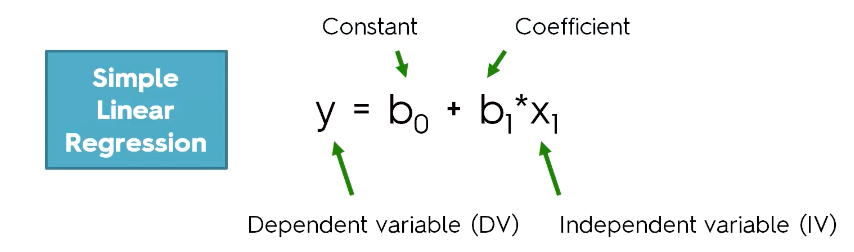 Constant
Coefficient
Simple
Linear
Regression
y = b₀ + b₁*x₁
Dependent variable (DV)
Independent variable (IV)